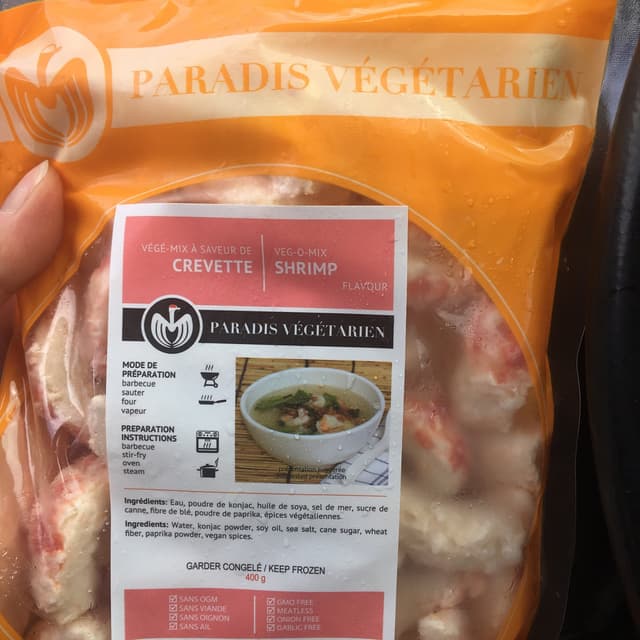 PARADIS VÉGÉTARIEN
VÉGÉ-MIX À SAVEUR DE
CREVETTE
VEG-O-MIX
SHRIMP
FLAVOUR
PARADIS VÉGÉTARIEN
MODE DE
PRÉPARATION
barbecue
sauter
four
vapeur
PREPARATION
INSTRUCTIONS
barbecue
stir-fry
oven
steam
présentation suggérée
suggested presentation
Ingrédients: Eau, poudre de konjac, huile de soya, sel de mer, sucre de
canne, fibre de blé, poudre de paprika, épices végétaliennes.
Ingredients: Water, konjac powder, soy oil, sea salt, cane sugar, wheat
fiber, paprika powder, vegan spices.
GARDER CONGELÉ / KEEP FROZEN
400 g
SANS OGM
SANS VIANDE
SANS OIGNON
SANS AIL
GMO FREE
MEATLESS
ONION FREE
GARLIC FREE